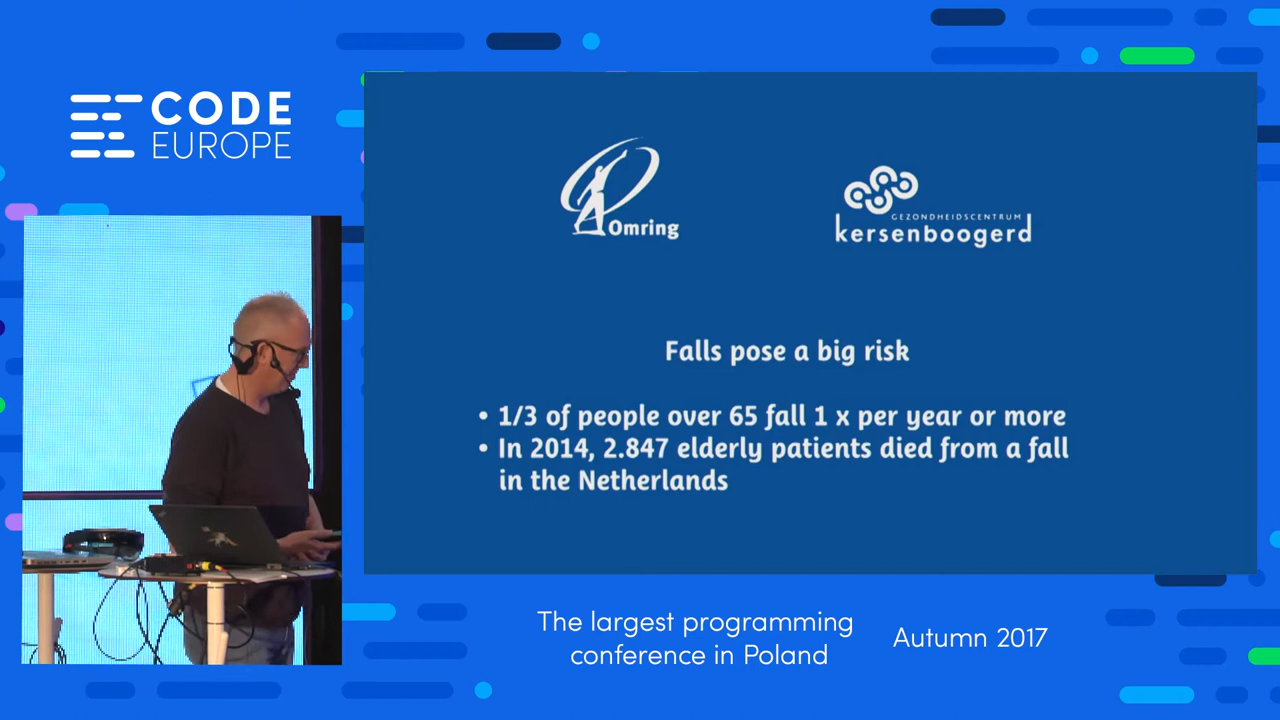 CODE
EUROPE
Omring
GEZONDHEIDSCENTRUM
kersenboogerd
Falls pose a big risk
• 1/3 of people over 65 fall 1 x per year or more
• In 2014, 2.847 elderly patients died from a fall
in the Netherlands
The largest programming
conference in Poland
Autumn 2017